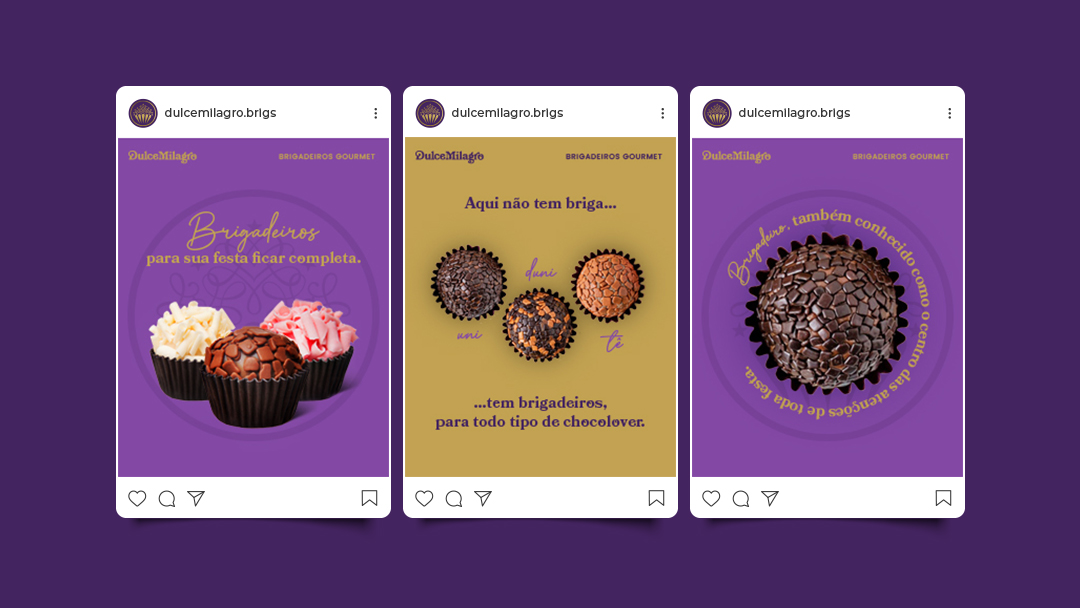 dulcemilagro.brigs
DulceMilagro
BRIGADEIROS GOURMET
Brigadeiros
para sua festa ficar completa.
dulcemilagro.brigs
DulceMilagro
BRIGADEIROS GOURMET
Aqui não tem briga...
uni
duni
tê
...tem brigadeiros,
para todo tipo de chocolover.
dulcemilagro.brigs
DulceMilagro
BRIGADEIROS GOURMET
Brigadeiro, também conhecido como o centro das atenções de toda festa.